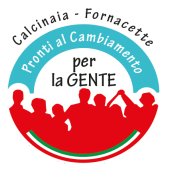 Calcinaia - Fornacette
Pronti al Cambiamento
per
la GENTE